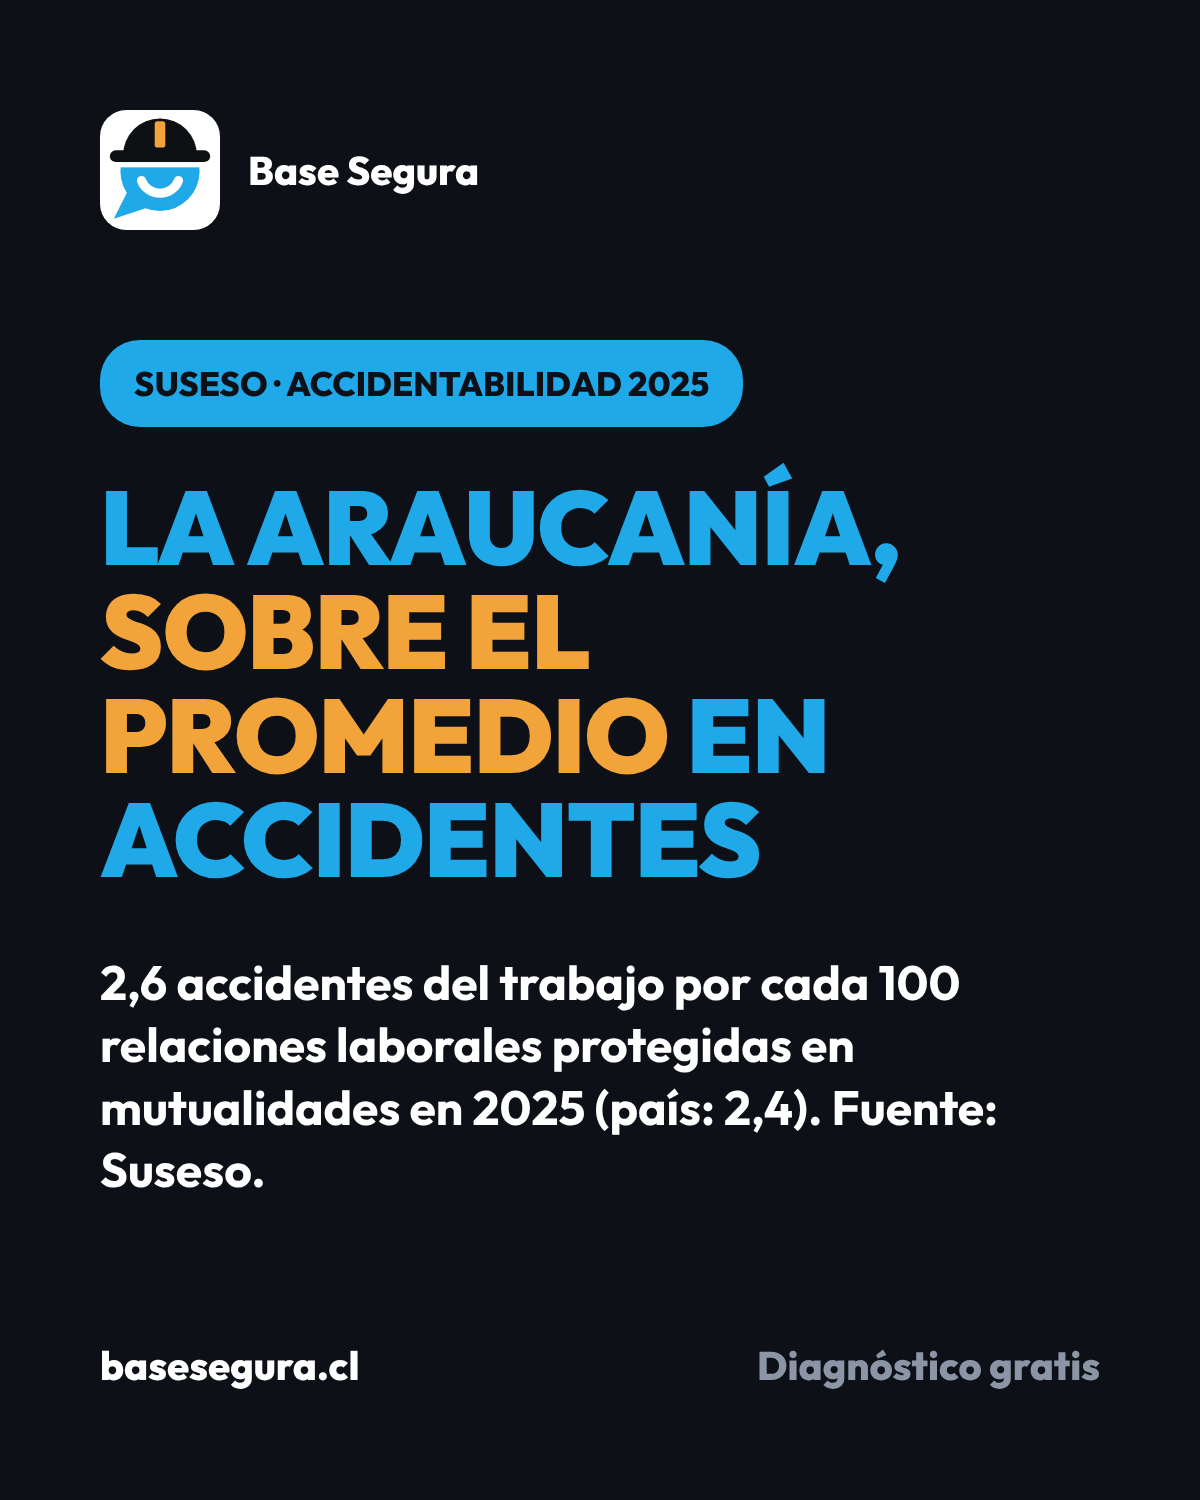 Base Segura
SUSESO · ACCIDENTABILIDAD 2025
LA ARAUCANÍA,
SOBRE EL
PROMEDIO EN
ACCIDENTES
2,6 accidentes del trabajo por cada 100
relaciones laborales protegidas en
mutualidades en 2025 (país: 2,4). Fuente:
Suseso.
basesegura.cl
Diagnóstico gratis